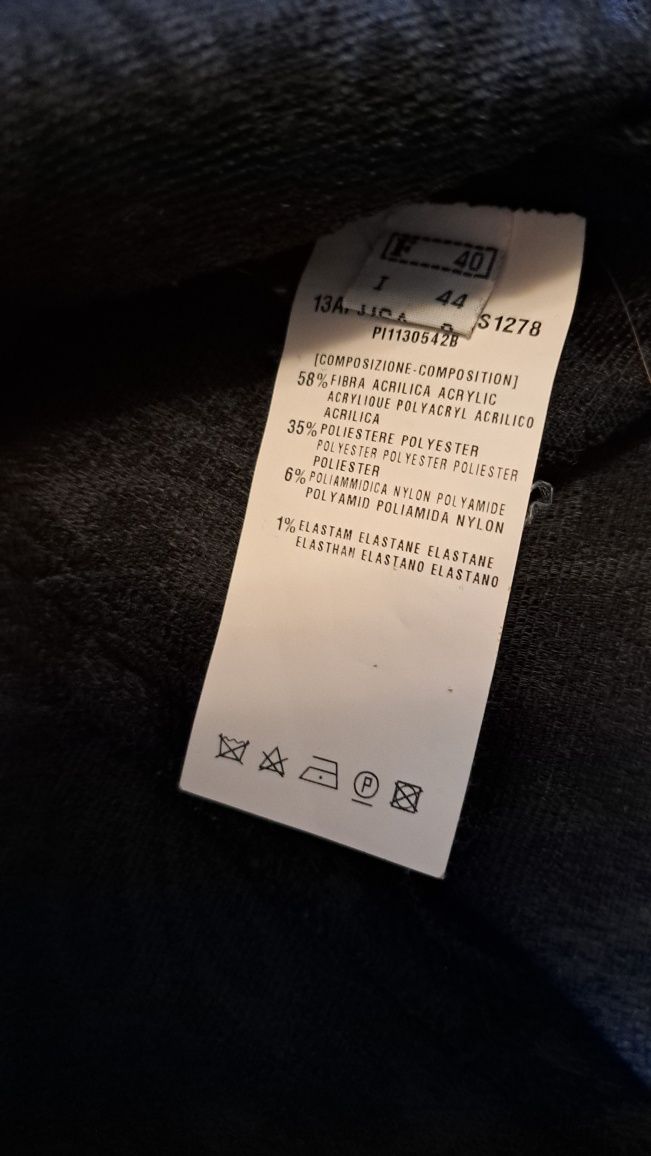 F 40
I 44
S1278
PI1130542B
[COMPOSIZIONE-COMPOSITION]
58% FIBRA ACRILICA ACRYLIC
ACRYLIQUE POLYACRYL ACRILICO
ACRILICA
35% POLIESTERE POLYESTER
POLYESTER POLYESTER POLIESTER
POLIESTER
6% POLIAMMIDICA NYLON POLYAMIDE
POLYAMID POLIAMIDA NYLON
1% ELASTAM ELASTANE ELASTANE
ELASTHAN ELASTANO ELASTANO
P